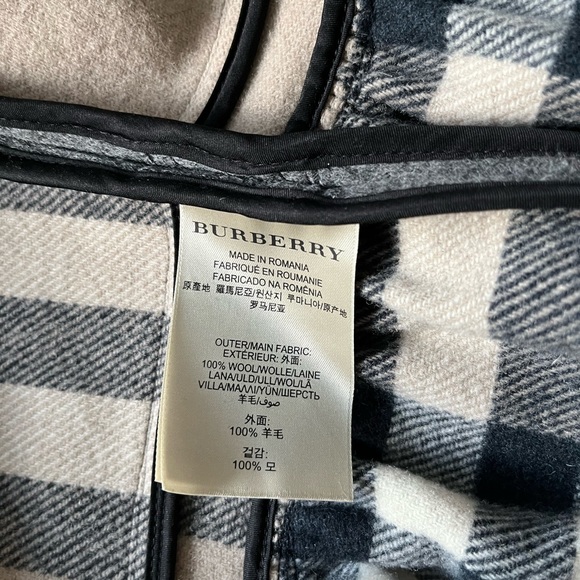 BURBERRY
MADE IN ROMANIA
FABRIQUÉ EN ROUMANIE
FABRICADO NA ROMÊNIA
原產地 羅馬尼亞/원산지 루마니아/原产地
罗马尼亚
OUTER/MAIN FABRIC:
EXTÉRIEUR: 外面:
100% WOOL/WOLLE/LAINE
LANA/ULD/ULL/WOL/LÃ
VILLA/ΜΑΛΛΙ/YÜN/ШЕРСТЬ
羊毛/صوف
外面:
100% 羊毛
겉감:
100% 모